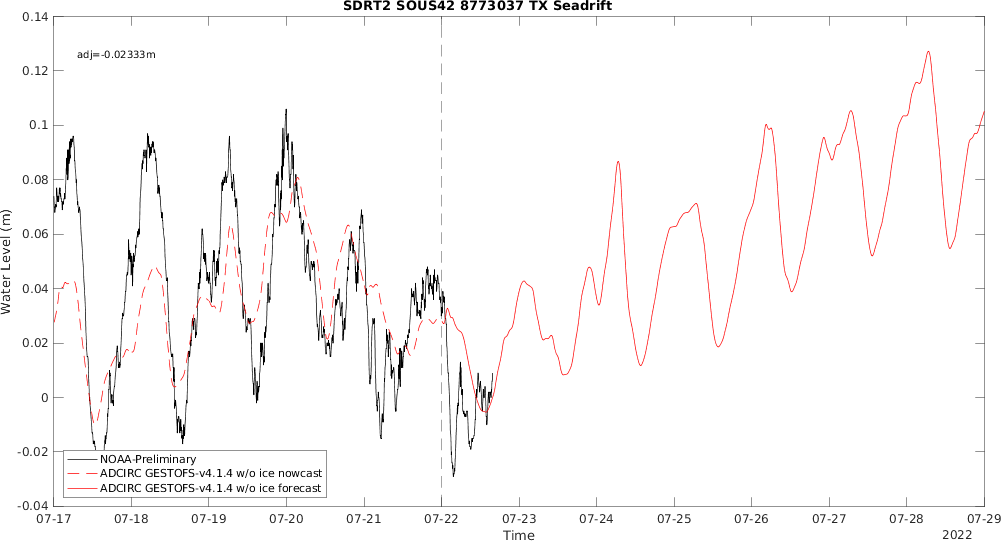 SDRT2 SOUS42 8773037 TX Seadrift
adj=-0.02333m
Water Level (m)
0.14
0.12
0.1
0.08
0.06
0.04
0.02
0
-0.02
-0.04
NOAA-Preliminary
ADCIRC GESTOFS-v4.1.4 w/o ice nowcast
ADCIRC GESTOFS-v4.1.4 w/o ice forecast
07-17 07-18 07-19 07-20 07-21 07-22 07-23 07-24 07-25 07-26 07-27 07-28 07-29
Time
2022